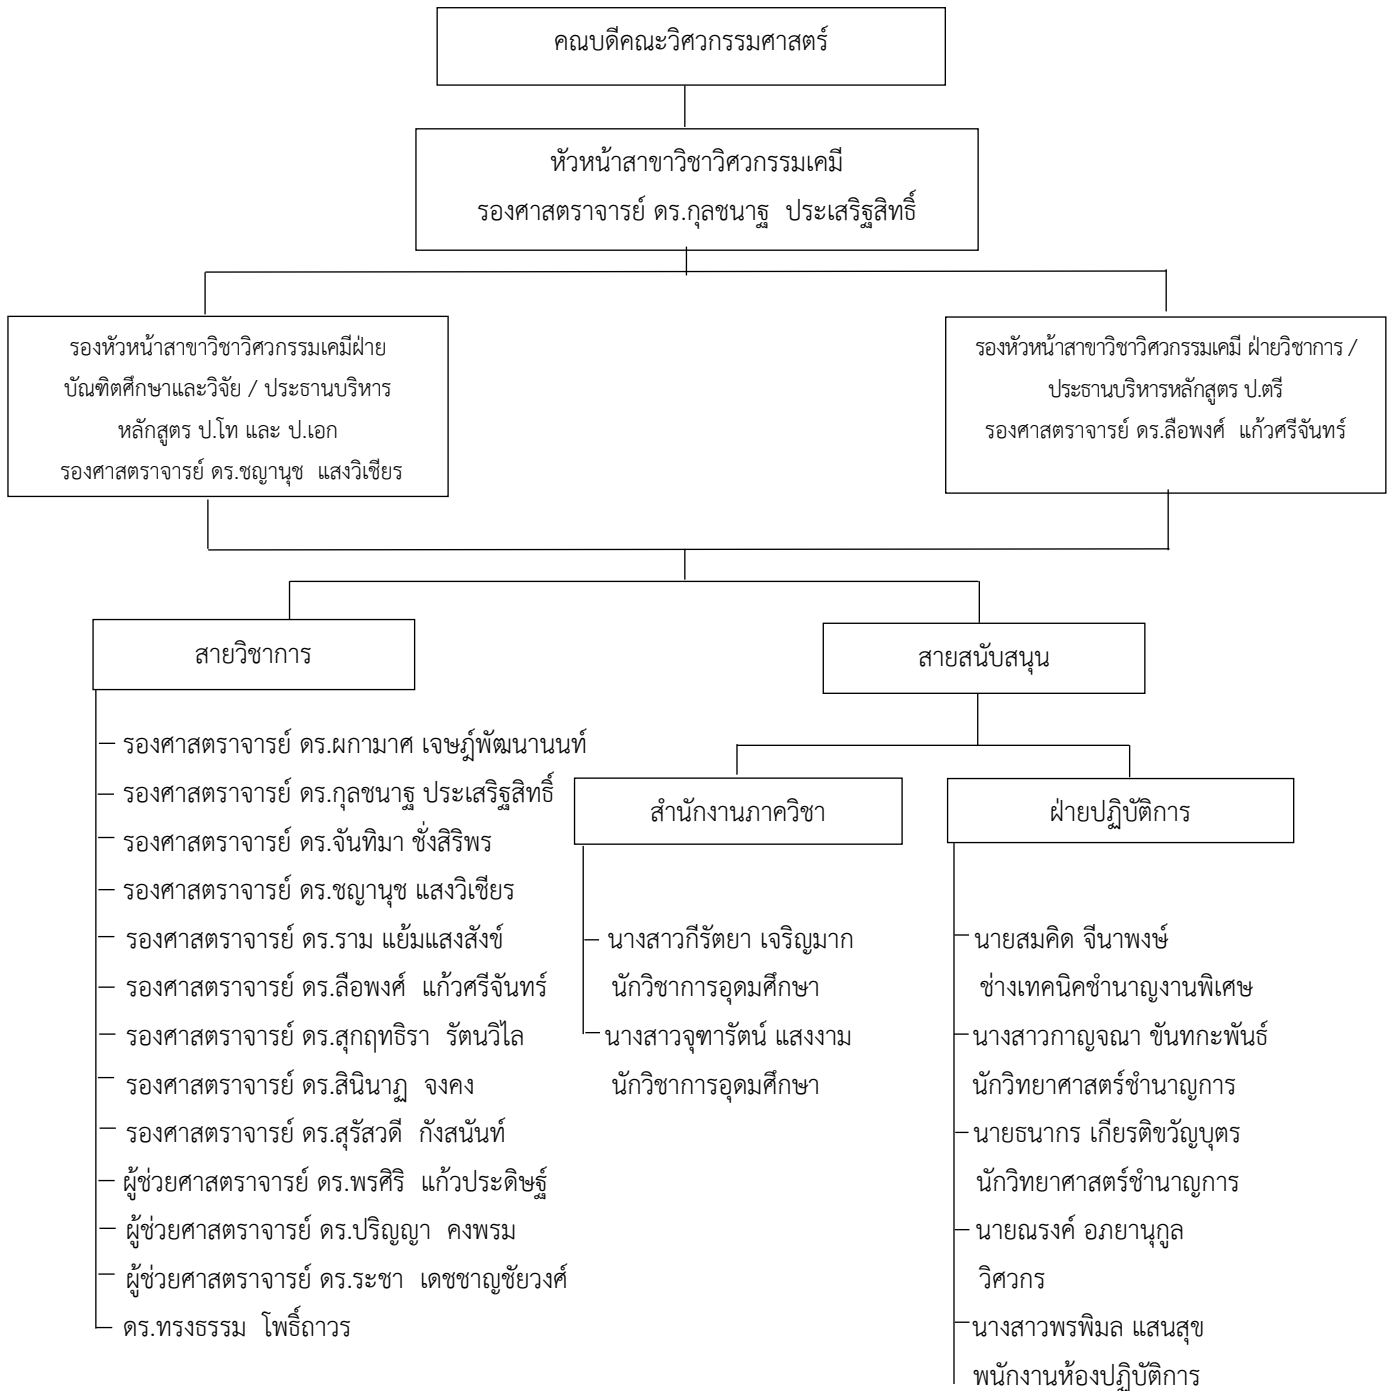 คณบดีคณะวิศวกรรมศาสตร์
หัวหน้าสาขาวิชาวิศวกรรมเคมี
รองศาสตราจารย์ ดร.กุลชนาฐ ประเสริฐสิทธิ์
รองหัวหน้าสาขาวิชาวิศวกรรมเคมีฝ่าย
บัณฑิตศึกษาและวิจัย / ประธานบริหาร
หลักสูตร ป.โท และ ป.เอก
รองศาสตราจารย์ ดร.ชญานุช แสงวิเชียร
รองหัวหน้าสาขาวิชาวิศวกรรมเคมี ฝ่ายวิชาการ /
ประธานบริหารหลักสูตร ป.ตรี
รองศาสตราจารย์ ดร.ลือพงศ์ แก้วศรีจันทร์
สายวิชาการ
รองศาสตราจารย์ ดร.ผกามาศ เจษฎ์พัฒนานนท์
รองศาสตราจารย์ ดร.กุลชนาฐ ประเสริฐสิทธิ์
รองศาสตราจารย์ ดร.จันทิมา ชั่งสิริพร
รองศาสตราจารย์ ดร.ชญานุช แสงวิเชียร
รองศาสตราจารย์ ดร.ราม แย้มแสงสังข์
รองศาสตราจารย์ ดร.ลือพงศ์ แก้วศรีจันทร์
รองศาสตราจารย์ ดร.สุกฤทธิรา รัตนวิไล
รองศาสตราจารย์ ดร.สินินาฏ จงคง
รองศาสตราจารย์ ดร.สุรัสวดี กังสนันท์
ผู้ช่วยศาสตราจารย์ ดร.พรศิริ แก้วประดิษฐ์
ผู้ช่วยศาสตราจารย์ ดร.ปริญญา คงพรม
ผู้ช่วยศาสตราจารย์ ดร.ระชา เดชชาญชัยวงศ์
ดร.ทรงธรรม โพธิ์ถาวร
สายสนับสนุน
สำนักงานภาควิชา
นางสาวกีรัตยา เจริญมาก
นักวิชาการอุดมศึกษา
นางสาวจุฑารัตน์ แสงงาม
นักวิชาการอุดมศึกษา
ฝ่ายปฏิบัติการ
นายสมคิด จีนาพงษ์
ช่างเทคนิคชำนาญงานพิเศษ
นางสาวกาญจณา ขันทกะพันธ์
นักวิทยาศาสตร์ชำนาญการ
นายธนากร เกียรติขวัญบุตร
นักวิทยาศาสตร์ชำนาญการ
นายณรงค์ อภยานุกูล
วิศวกร
นางสาวพรพิมล แสนสุข
พนักงานห้องปฏิบัติการ